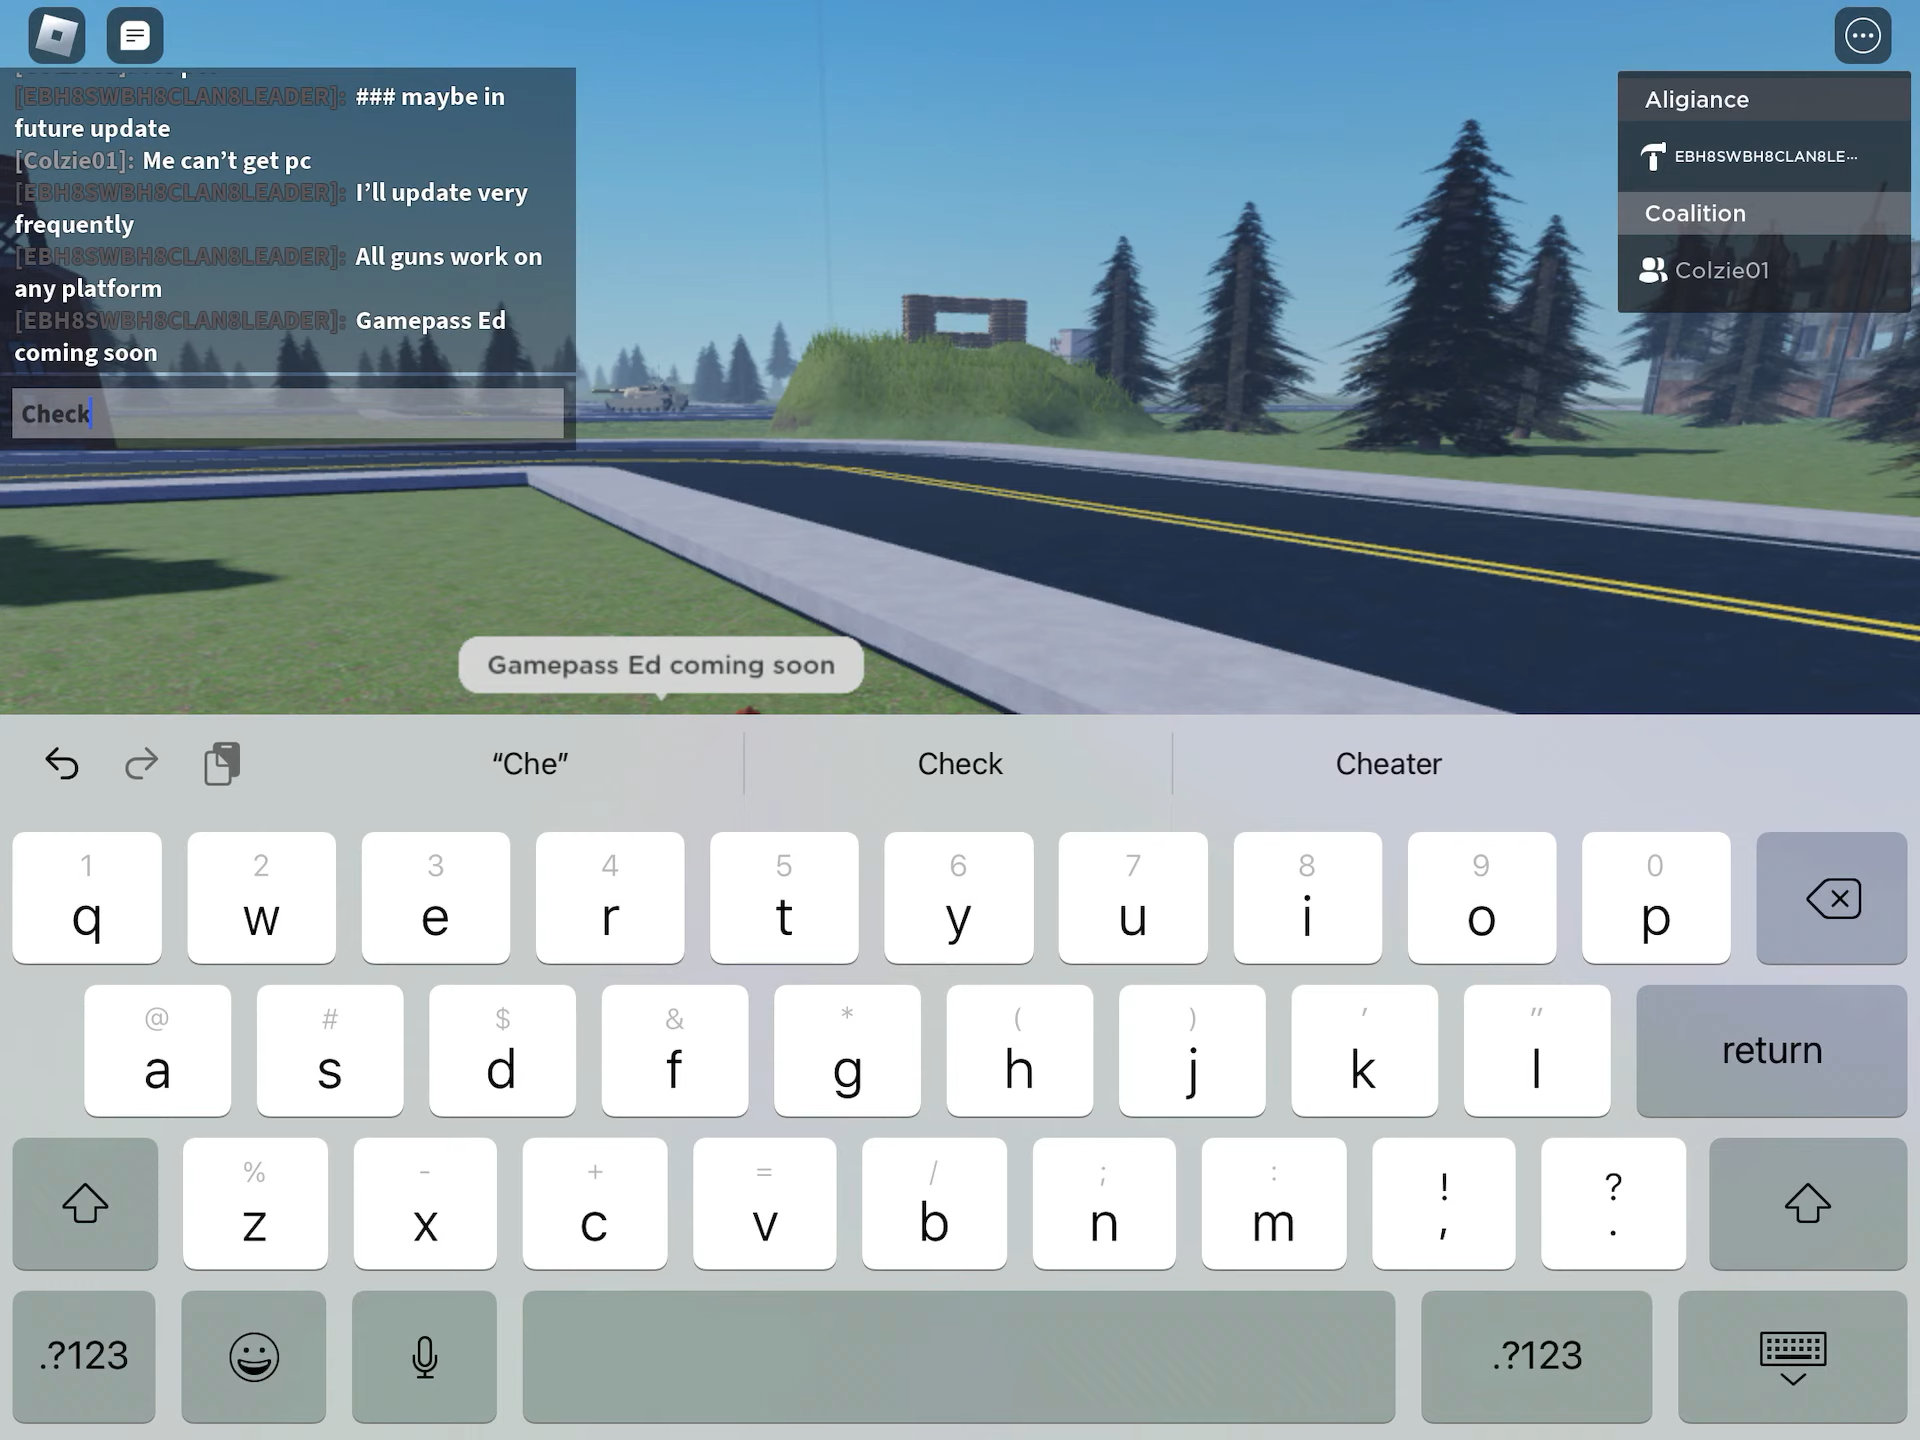 [EBH8SWBH8CLAN8LEADER]: ### maybe in
future update
[Colzie01]: Me can’t get pc
[EBH8SWBH8CLAN8LEADER]: I’ll update very
frequently
[EBH8SWBH8CLAN8LEADER]: All guns work on
any platform
[EBH8SWBH8CLAN8LEADER]: Gamepass Ed
coming soon
Check
Aligiance
EBH8SWBH8CLAN8LE...
Coalition
Colzie01
Gamepass Ed coming soon
“Che” Check Cheater
1 2 3 4 5 6 7 8 9 0
q w e r t y u i o p
@ # $ & * ( ) ' "
a s d f g h j k l return
% - + = / ; : ! ?
z x c v b n m , .
.?123 .?123